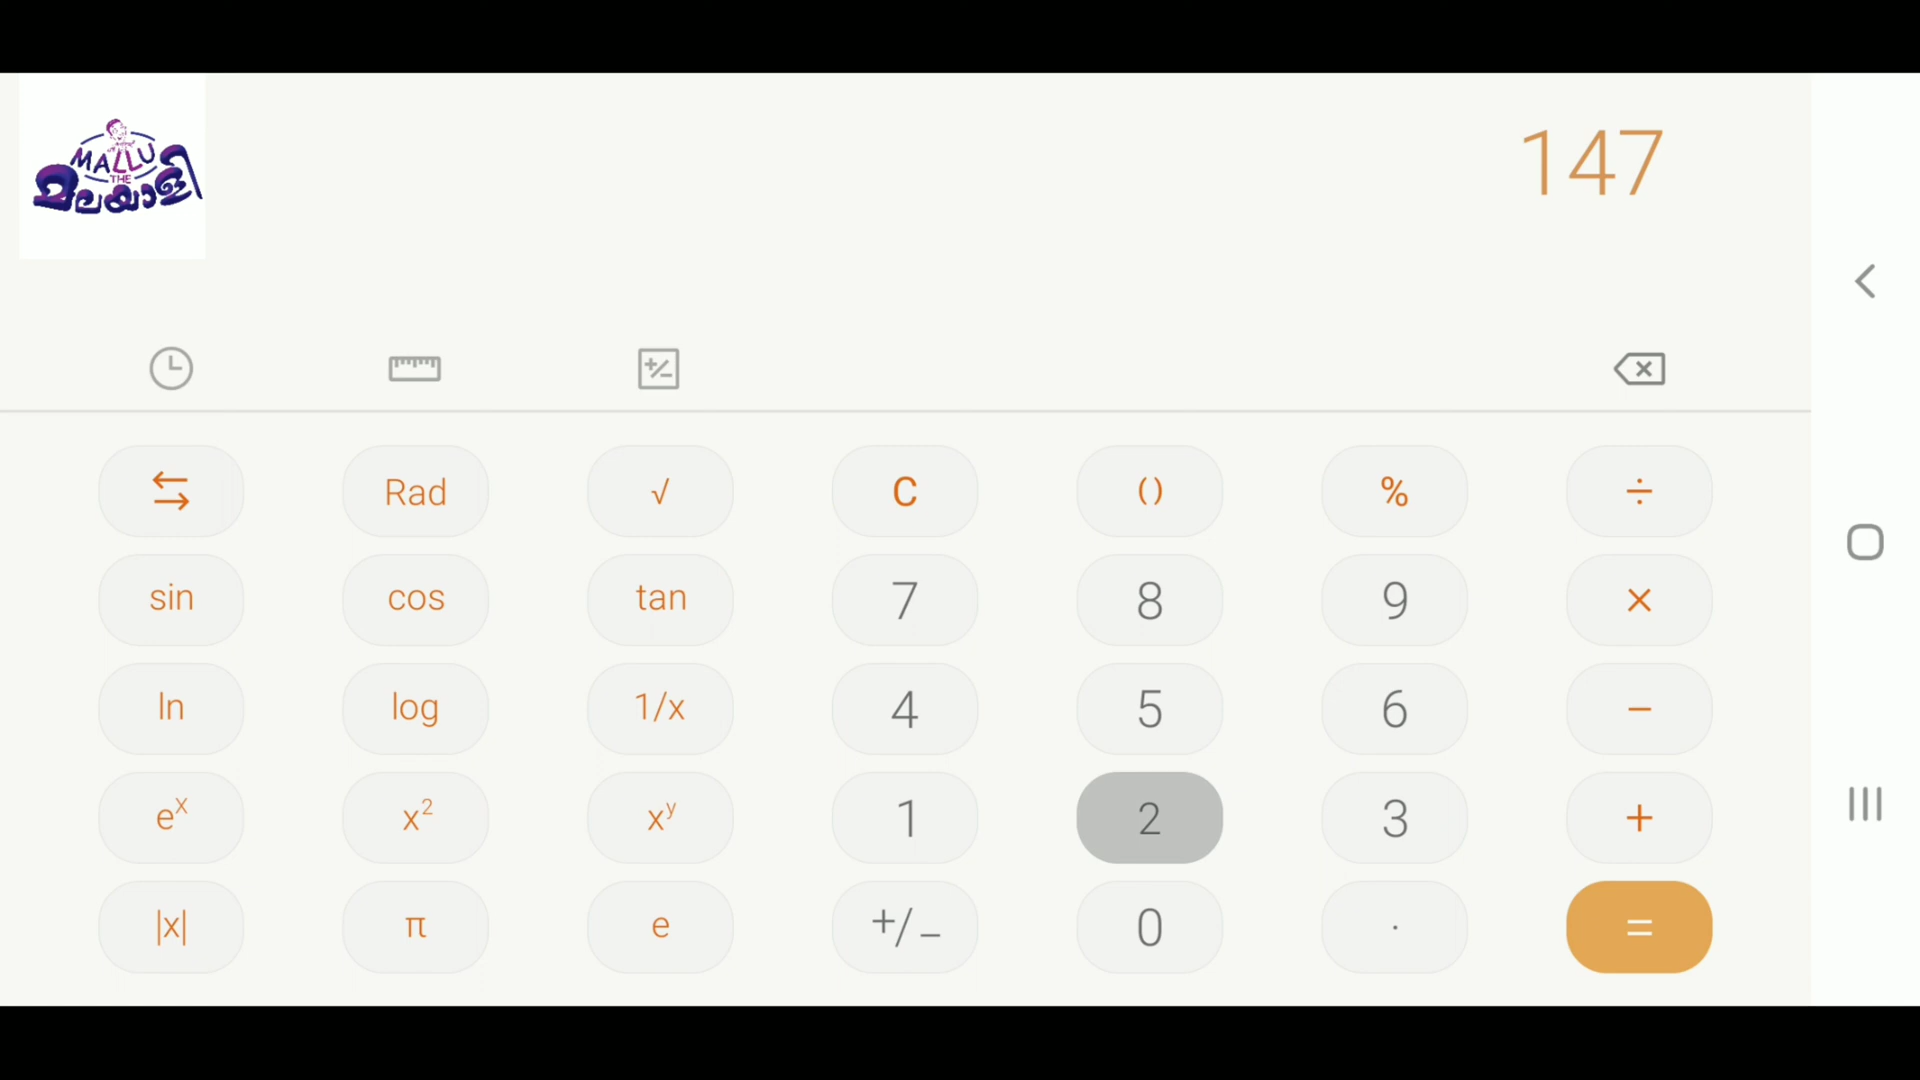 MALLU
THE
മലയാളി
147
Rad √ C () % ÷
sin cos tan 7 8 9 ×
ln log 1/x 4 5 6 −
eˣ x² xʸ 1 2 3 +
|x| π e +/− 0 . =